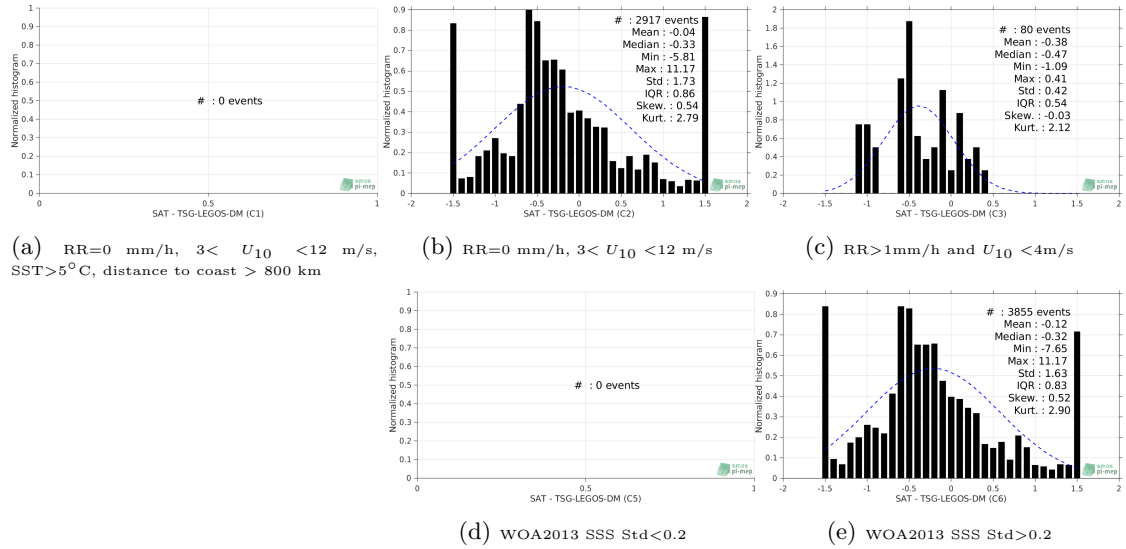 Normalized histogram
1
0.9
0.8
0.7
0.6
0.5
0.4
0.3
0.2
0.1
0
# : 0 events
smos
pi-mep
0 0.5 1
SAT - TSG-LEGOS-DM (C1)
(a) RR=0 mm/h, 3< U10 <12 m/s,
SST>5°C, distance to coast > 800 km
Normalized histogram
0.9
0.8
0.7
0.6
0.5
0.4
0.3
0.2
0.1
0
# : 2917 events
Mean : -0.04
Median : -0.33
Min : -5.81
Max : 11.17
Std : 1.73
IQR : 0.86
Skew. : 0.54
Kurt. : 2.79
smos
pi-mep
-2 -1.5 -1 -0.5 0 0.5 1 1.5 2
SAT - TSG-LEGOS-DM (C2)
(b) RR=0 mm/h, 3< U10 <12 m/s
Normalized histogram
2
1.8
1.6
1.4
1.2
1
0.8
0.6
0.4
0.2
0
# : 80 events
Mean : -0.38
Median : -0.47
Min : -1.09
Max : 0.41
Std : 0.42
IQR : 0.54
Skew. : -0.03
Kurt. : 2.12
smos
pi-mep
-2 -1.5 -1 -0.5 0 0.5 1 1.5 2
SAT - TSG-LEGOS-DM (C3)
(c) RR>1mm/h and U10 <4m/s
Normalized histogram
1
0.9
0.8
0.7
0.6
0.5
0.4
0.3
0.2
0.1
0
# : 0 events
smos
pi-mep
0 0.5 1
SAT - TSG-LEGOS-DM (C5)
(d) WOA2013 SSS Std<0.2
Normalized histogram
0.9
0.8
0.7
0.6
0.5
0.4
0.3
0.2
0.1
0
# : 3855 events
Mean : -0.12
Median : -0.32
Min : -7.65
Max : 11.17
Std : 1.63
IQR : 0.83
Skew. : 0.52
Kurt. : 2.90
smos
pi-mep
-2 -1.5 -1 -0.5 0 0.5 1 1.5 2
SAT - TSG-LEGOS-DM (C6)
(e) WOA2013 SSS Std>0.2